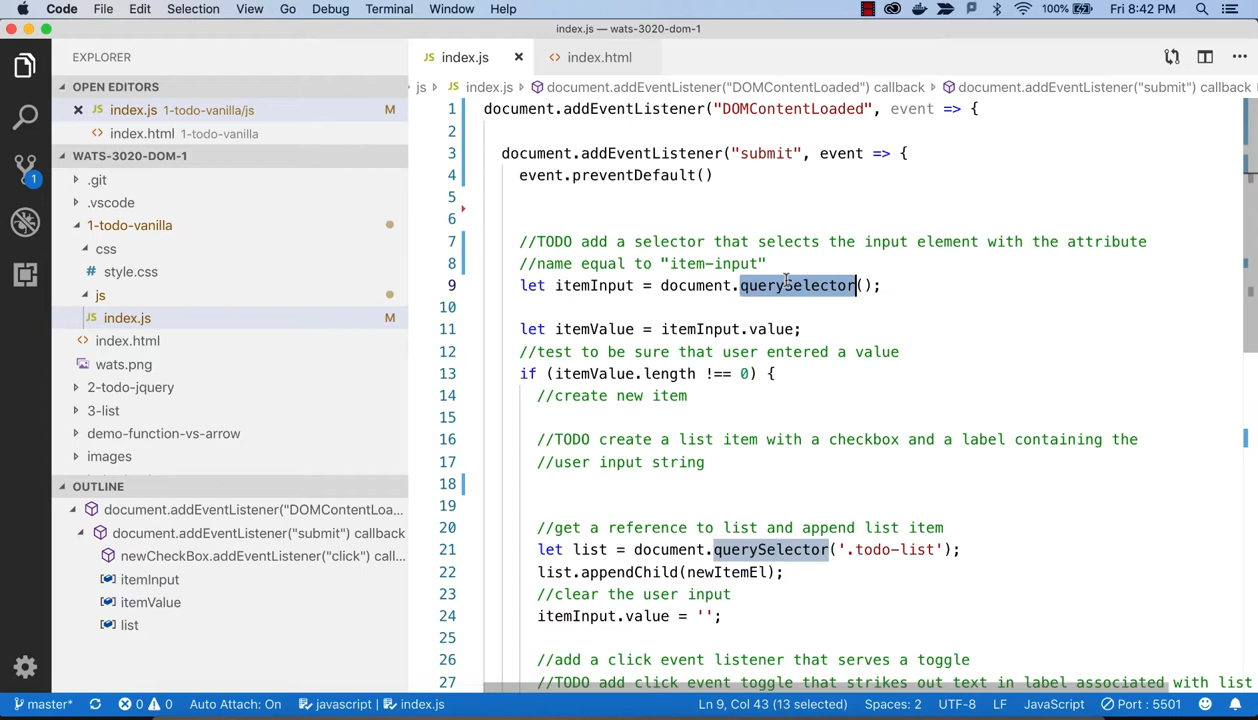 Code File Edit Selection View Go Debug Terminal Window Help 100% Fri 8:42 PM
index.js — wats-3020-dom-1
EXPLORER
OPEN EDITORS
JS index.js 1-todo-vanilla/js M
<> index.html 1-todo-vanilla
WATS-3020-DOM-1
.git
.vscode
1-todo-vanilla
css
# style.css
js
JS index.js M
<> index.html
wats.png
2-todo-jquery
3-list
demo-function-vs-arrow
images
1
OUTLINE
document.addEventListener("DOMContentLoa...
document.addEventListener("submit") callback
newCheckBox.addEventListener("click") call...
itemInput
itemValue
list
JS index.js × <> index.html
js JS index.js document.addEventListener("DOMContentLoaded") callback document.addEventListener("submit") callback
1 document.addEventListener("DOMContentLoaded", event => {
2
3 document.addEventListener("submit", event => {
4 event.preventDefault()
5
6
7 //TODO add a selector that selects the input element with the attribute
8 //name equal to "item-input"
9 let itemInput = document.querySelector();
10
11 let itemValue = itemInput.value;
12 //test to be sure that user entered a value
13 if (itemValue.length !== 0) {
14 //create new item
15
16 //TODO create a list item with a checkbox and a label containing the
17 //user input string
18
19
20 //get a reference to list and append list item
21 let list = document.querySelector('.todo-list');
22 list.appendChild(newItemEl);
23 //clear the user input
24 itemInput.value = '';
25
26 //add a click event listener that serves a toggle
27 //TODO add click event toggle that strikes out text in label associated with list
master* 0 0 Auto Attach: On javascript | index.js Ln 9, Col 43 (13 selected) Spaces: 2 UTF-8 LF JavaScript Port : 5501